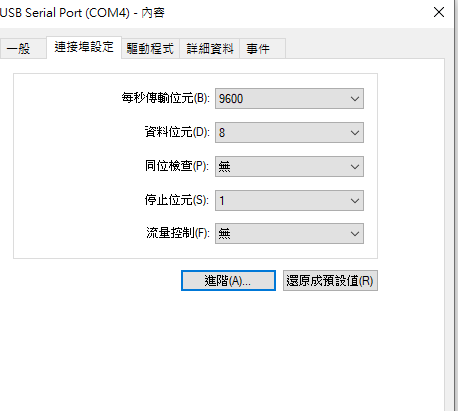 USB Serial Port (COM4) - 內容
一般 連接埠設定 驅動程式 詳細資料 事件
每秒傳輸位元(B): 9600
資料位元(D): 8
同位檢查(P): 無
停止位元(S): 1
流量控制(F): 無
進階(A)... 還原成預設值(R)